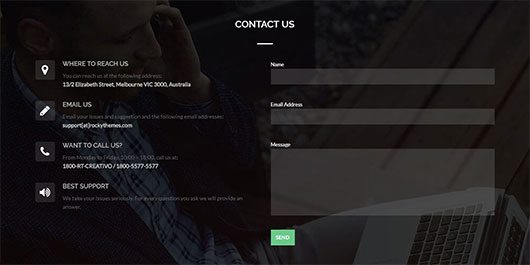 CONTACT US
WHERE TO REACH US
You can reach us at the following address:
13/2 Elizabeth Street, Melbourne VIC 3000, Australia
EMAIL US
Email your issues and suggestion and the following email addresses:
support[at]rockythemes.com
WANT TO CALL US?
From Monday to Friday, 10:00 - 18:00, call us at:
1800-RT-CREATIVO / 1800-5577-5577
BEST SUPPORT
We take your issues seriously. For ever question you ask we will provide an
answer.
Name
Email Address
Message
SEND